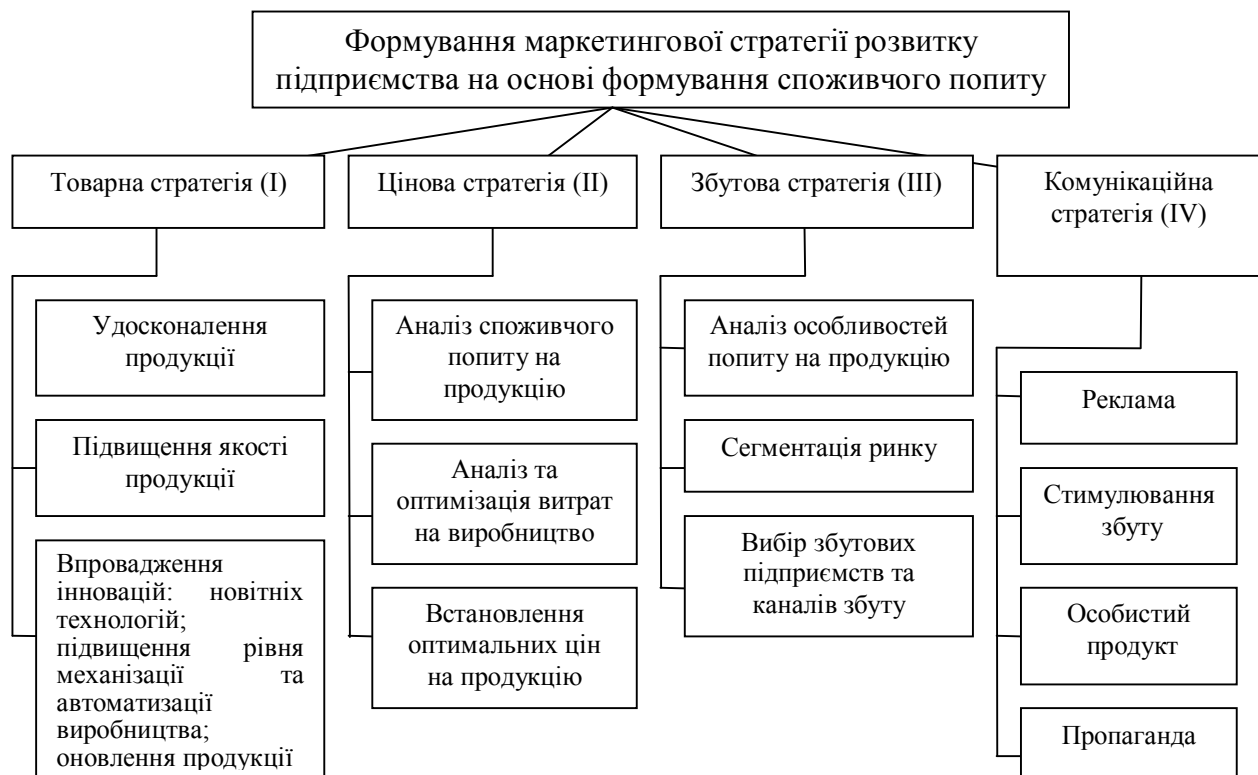 Формування маркетингової стратегії розвитку
підприємства на основі формування споживчого попиту
Товарна стратегія (I)
Удосконалення
продукції
Підвищення якості
продукції
Впровадження
інновацій: новітніх
технологій;
підвищення рівня
механізації та
автоматизації
виробництва;
оновлення продукції
Цінова стратегія (II)
Аналіз споживчого
попиту на
продукцію
Аналіз та
оптимізація витрат
на виробництво
Встановлення
оптимальних цін
на продукцію
Збутова стратегія (III)
Аналіз особливостей
попиту на продукцію
Сегментація ринку
Вибір збутових
підприємств та
каналів збуту
Комунікаційна
стратегія (IV)
Реклама
Стимулювання
збуту
Особистий
продукт
Пропаганда